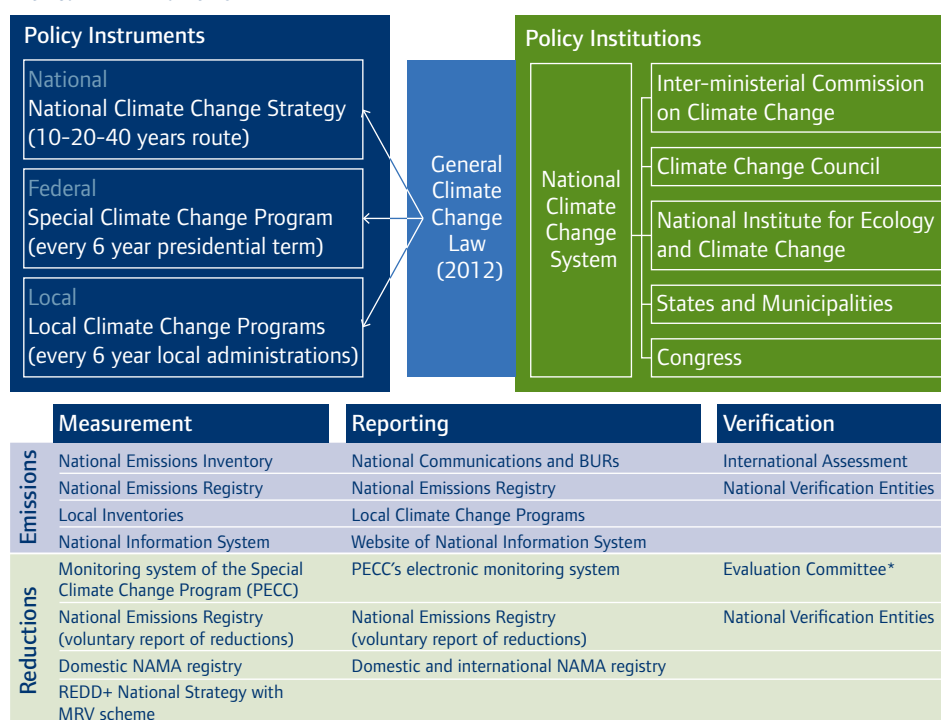 Policy Instruments
National
National Climate Change Strategy
(10-20-40 years route)
Federal
Special Climate Change Program
(every 6 year presidential term)
Local
Local Climate Change Programs
(every 6 year local administrations)
General
Climate
Change
Law
(2012)
Policy Institutions
National
Climate
Change
System
Inter-ministerial Commission
on Climate Change
Climate Change Council
National Institute for Ecology
and Climate Change
States and Municipalities
Congress
Measurement
Reporting
Verification
Emissions
National Emissions Inventory
National Communications and BURs
International Assessment
National Emissions Registry
National Emissions Registry
National Verification Entities
Local Inventories
Local Climate Change Programs
National Information System
Website of National Information System
Reductions
Monitoring system of the Special
Climate Change Program (PECC)
PECC's electronic monitoring system
Evaluation Committee*
National Emissions Registry
(voluntary report of reductions)
National Emissions Registry
(voluntary report of reductions)
National Verification Entities
Domestic NAMA registry
Domestic and international NAMA registry
REDD+ National Strategy with
MRV scheme